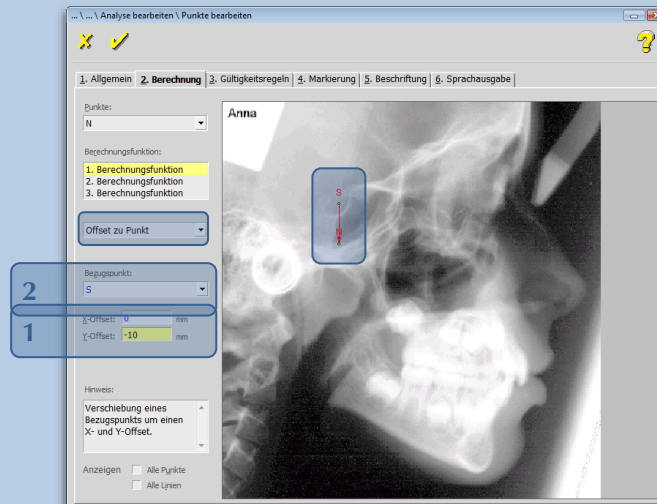 ... \ ... \ Analyse bearbeiten \ Punkte bearbeiten
1. Allgemein
2. Berechnung
3. Gültigkeitsregeln
4. Markierung
5. Beschriftung
6. Sprachausgabe
Punkte:
N
Berechnungsfunktion:
1. Berechnungsfunktion
2. Berechnungsfunktion
3. Berechnungsfunktion
Offset zu Punkt
2
Bezugspunkt:
S
1
X-Offset: 0 mm
Y-Offset: -10 mm
Hinweis:
Verschiebung eines
Bezugspunkts um einen
X- und Y-Offset.
Anzeigen
Alle Punkte
Alle Linien
Anna
S
N